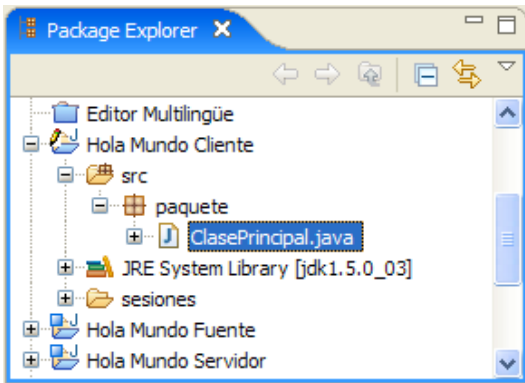 Package Explorer
Editor Multilingüe
Hola Mundo Cliente
src
paquete
ClasePrincipal.java
JRE System Library [jdk1.5.0_03]
sesiones
Hola Mundo Fuente
Hola Mundo Servidor